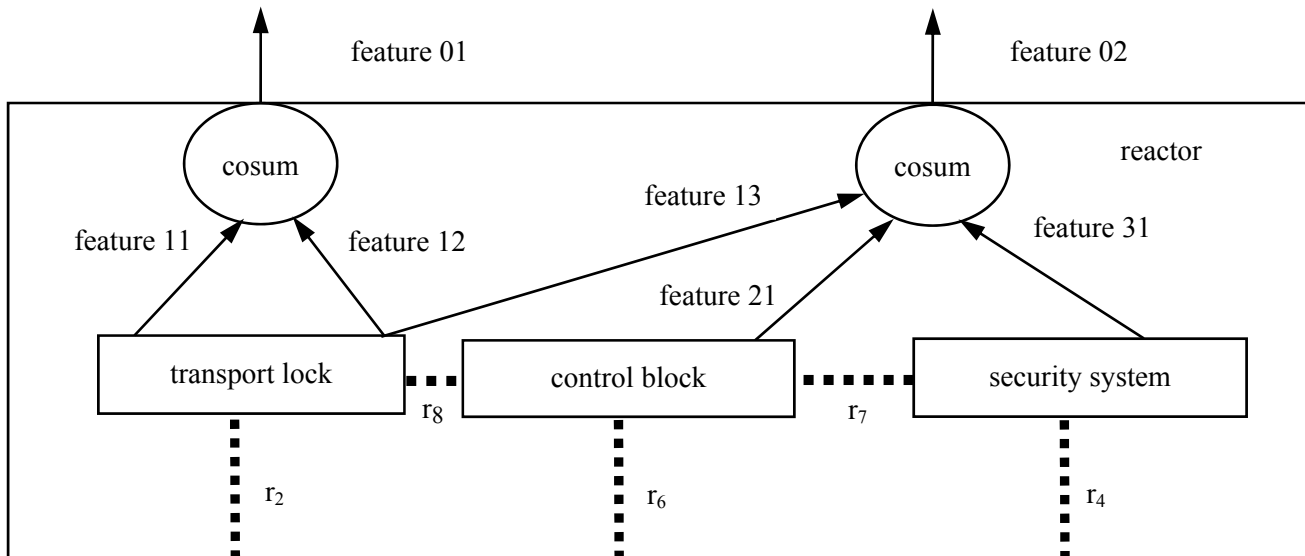 feature 01
feature 02
cosum
cosum
reactor
feature 13
feature 11
feature 12
feature 31
feature 21
transport lock
control block
security system
r8
r7
r2
r6
r4